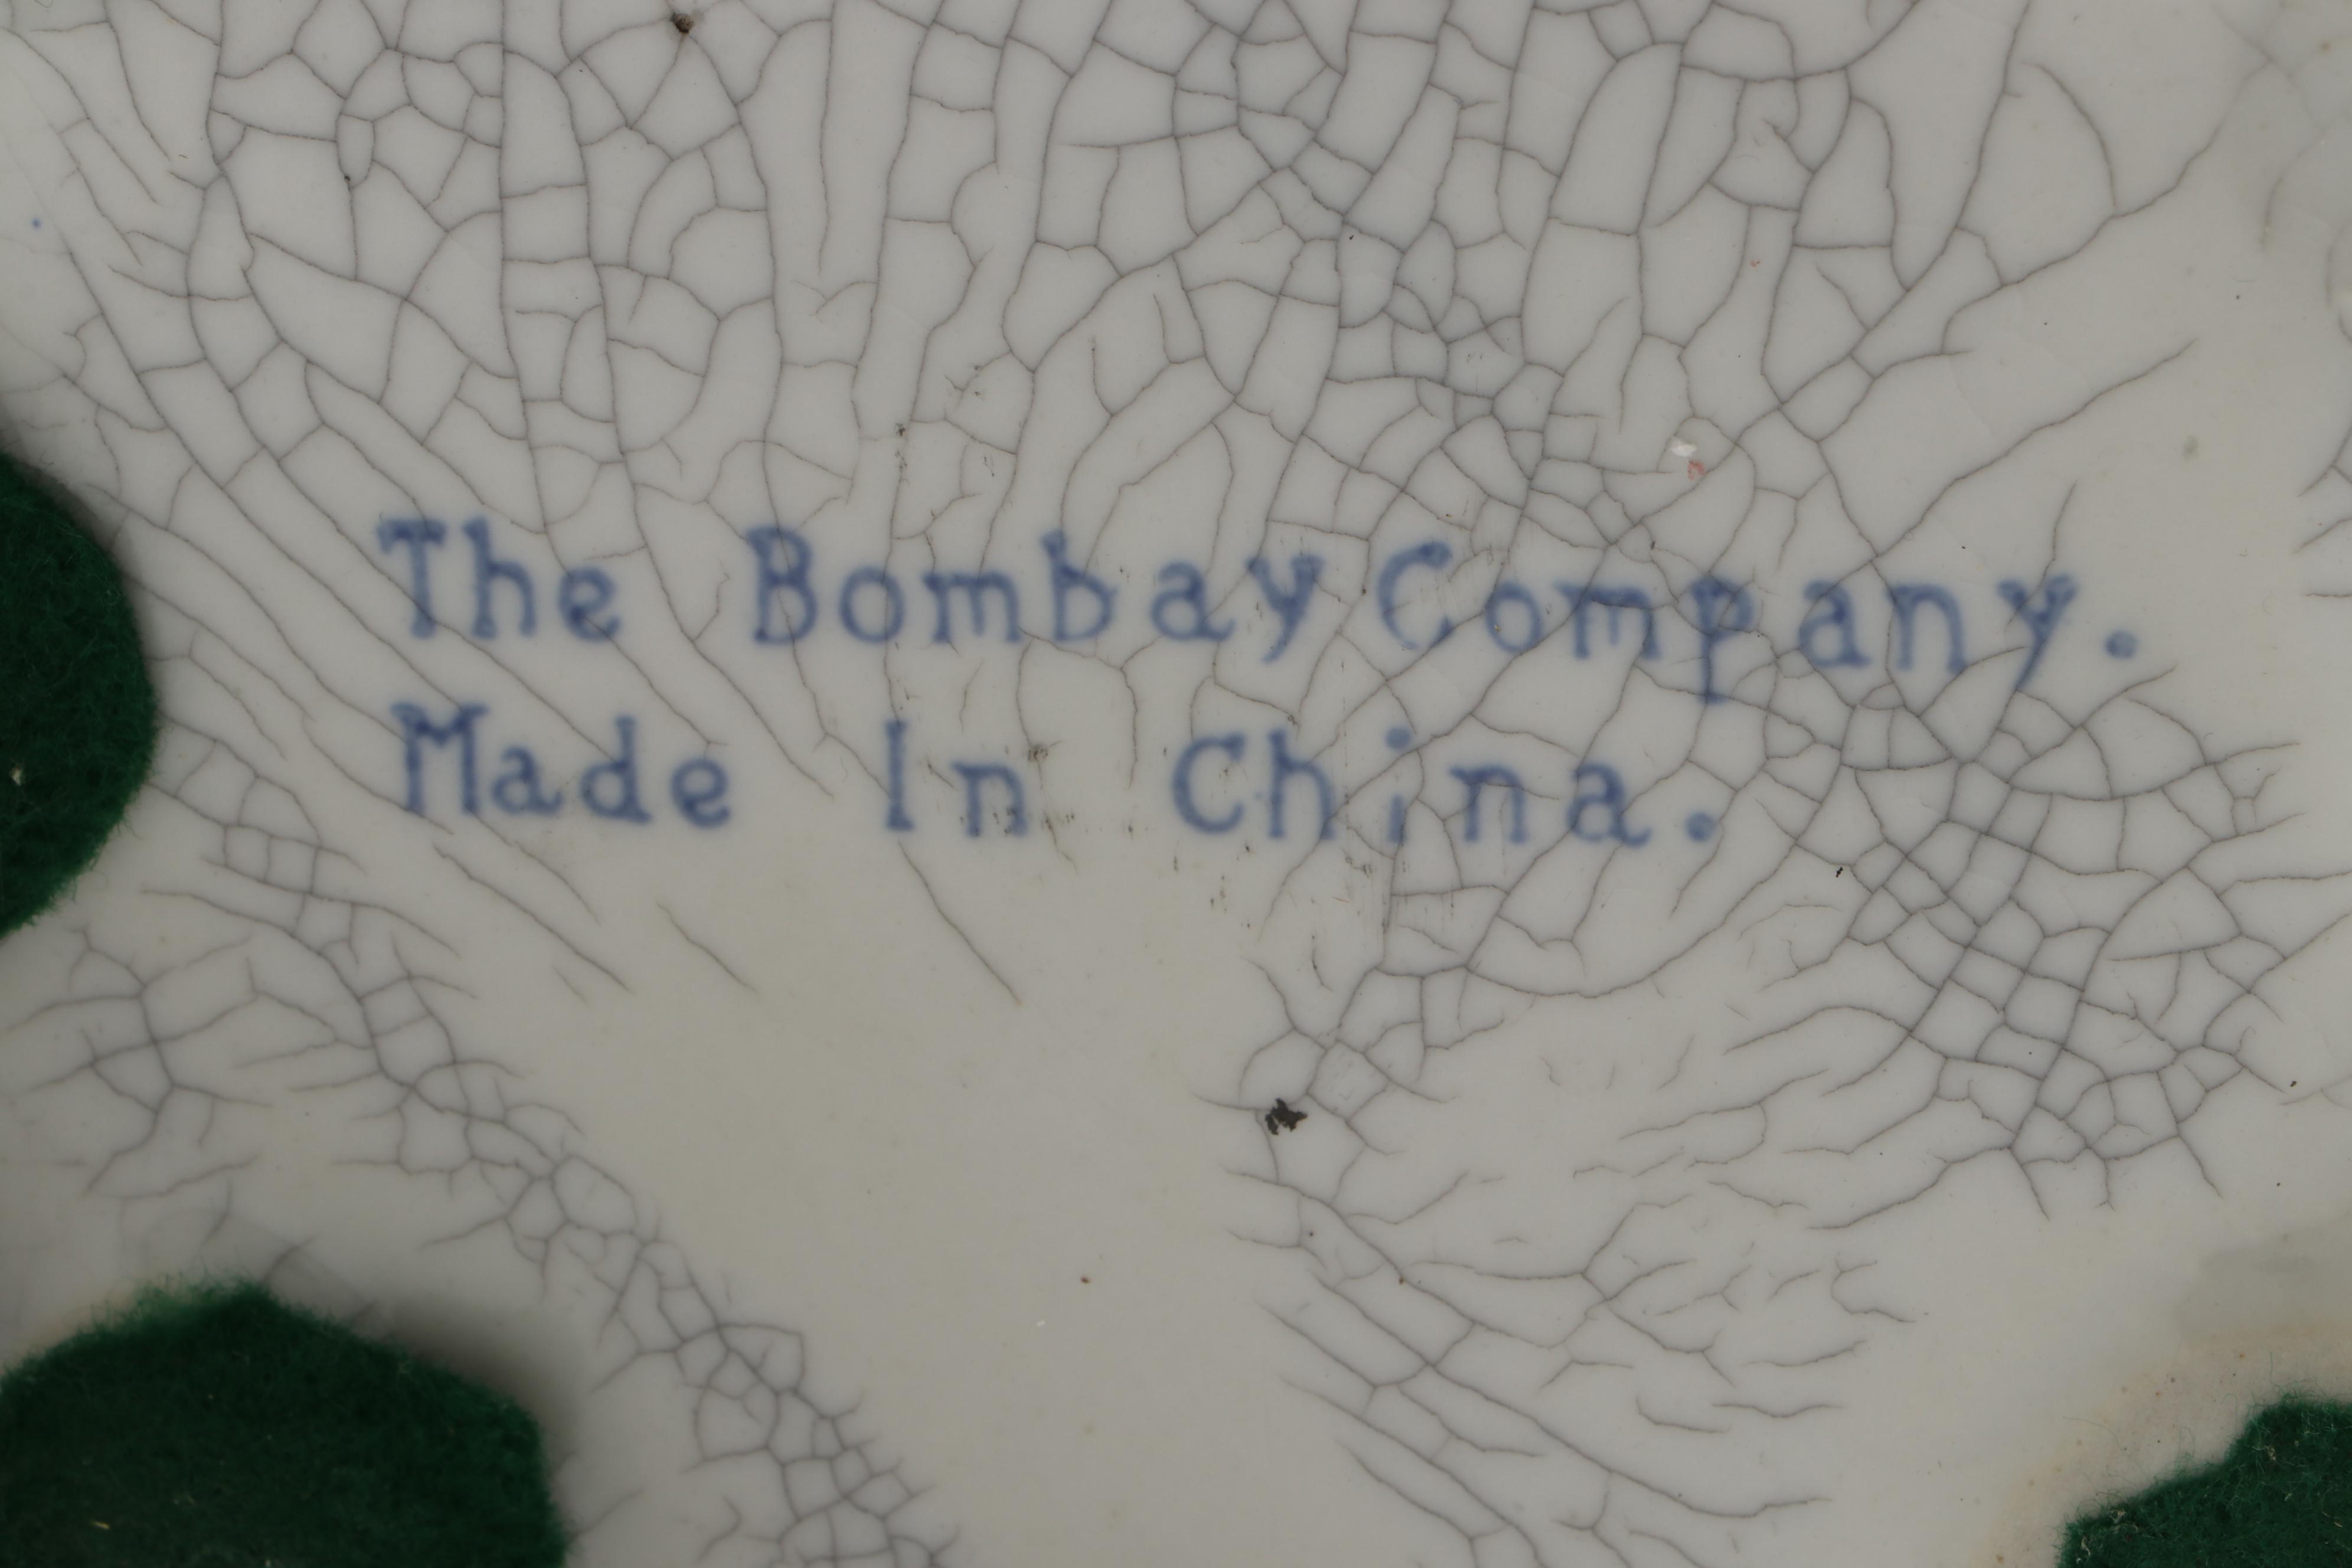 The Bombay Company.
Made In China.